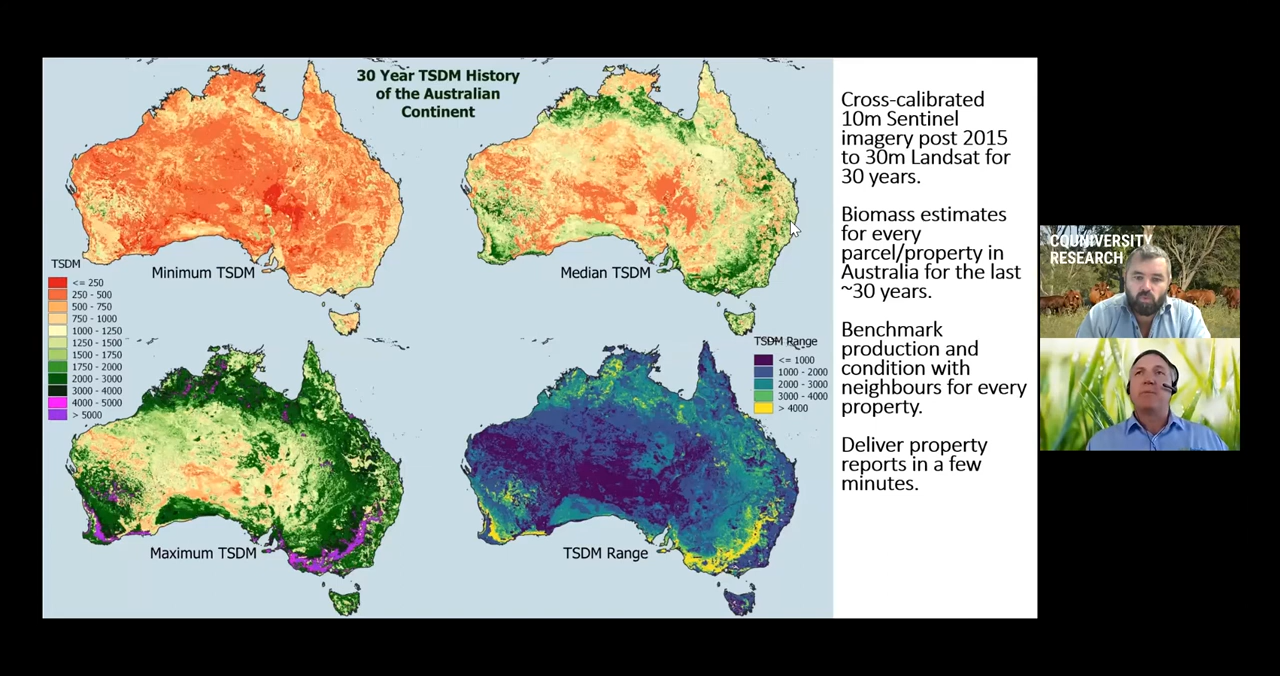 30 Year TSDM History
of the Australian
Continent
Minimum TSDM
Median TSDM
TSDM
<= 250
250 - 500
500 - 750
750 - 1000
1000 - 1250
1250 - 1500
1500 - 1750
1750 - 2000
2000 - 3000
3000 - 4000
4000 - 5000
> 5000
Maximum TSDM
TSDM Range
<= 1000
1000 - 2000
2000 - 3000
3000 - 4000
> 4000
TSDM Range
Cross-calibrated
10m Sentinel
imagery post 2015
to 30m Landsat for
30 years.
Biomass estimates
for every
parcel/property in
Australia for the last
~30 years.
Benchmark
production and
condition with
neighbours for every
property.
Deliver property
reports in a few
minutes.
CQUNIVERSITY
RESEARCH